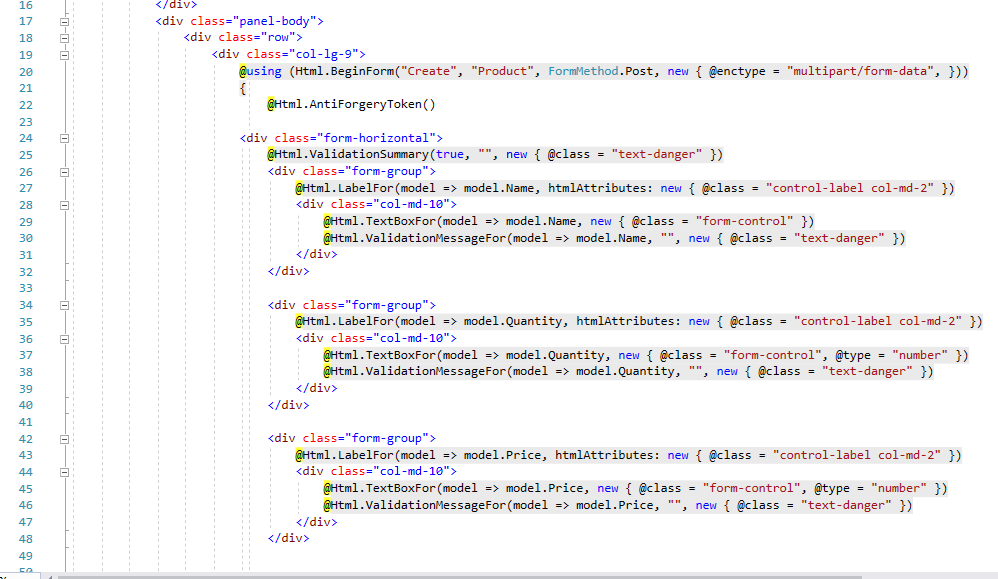 16 </div>
17 <div class="panel-body">
18 <div class="row">
19 <div class="col-lg-9">
20 @using (Html.BeginForm("Create", "Product", FormMethod.Post, new { @enctype = "multipart/form-data", }))
21 {
22 @Html.AntiForgeryToken()
23
24 <div class="form-horizontal">
25 @Html.ValidationSummary(true, "", new { @class = "text-danger" })
26 <div class="form-group">
27 @Html.LabelFor(model => model.Name, htmlAttributes: new { @class = "control-label col-md-2" })
28 <div class="col-md-10">
29 @Html.TextBoxFor(model => model.Name, new { @class = "form-control" })
30 @Html.ValidationMessageFor(model => model.Name, "", new { @class = "text-danger" })
31 </div>
32 </div>
33
34 <div class="form-group">
35 @Html.LabelFor(model => model.Quantity, htmlAttributes: new { @class = "control-label col-md-2" })
36 <div class="col-md-10">
37 @Html.TextBoxFor(model => model.Quantity, new { @class = "form-control", @type = "number" })
38 @Html.ValidationMessageFor(model => model.Quantity, "", new { @class = "text-danger" })
39 </div>
40 </div>
41
42 <div class="form-group">
43 @Html.LabelFor(model => model.Price, htmlAttributes: new { @class = "control-label col-md-2" })
44 <div class="col-md-10">
45 @Html.TextBoxFor(model => model.Price, new { @class = "form-control", @type = "number" })
46 @Html.ValidationMessageFor(model => model.Price, "", new { @class = "text-danger" })
47 </div>
48 </div>
49
50